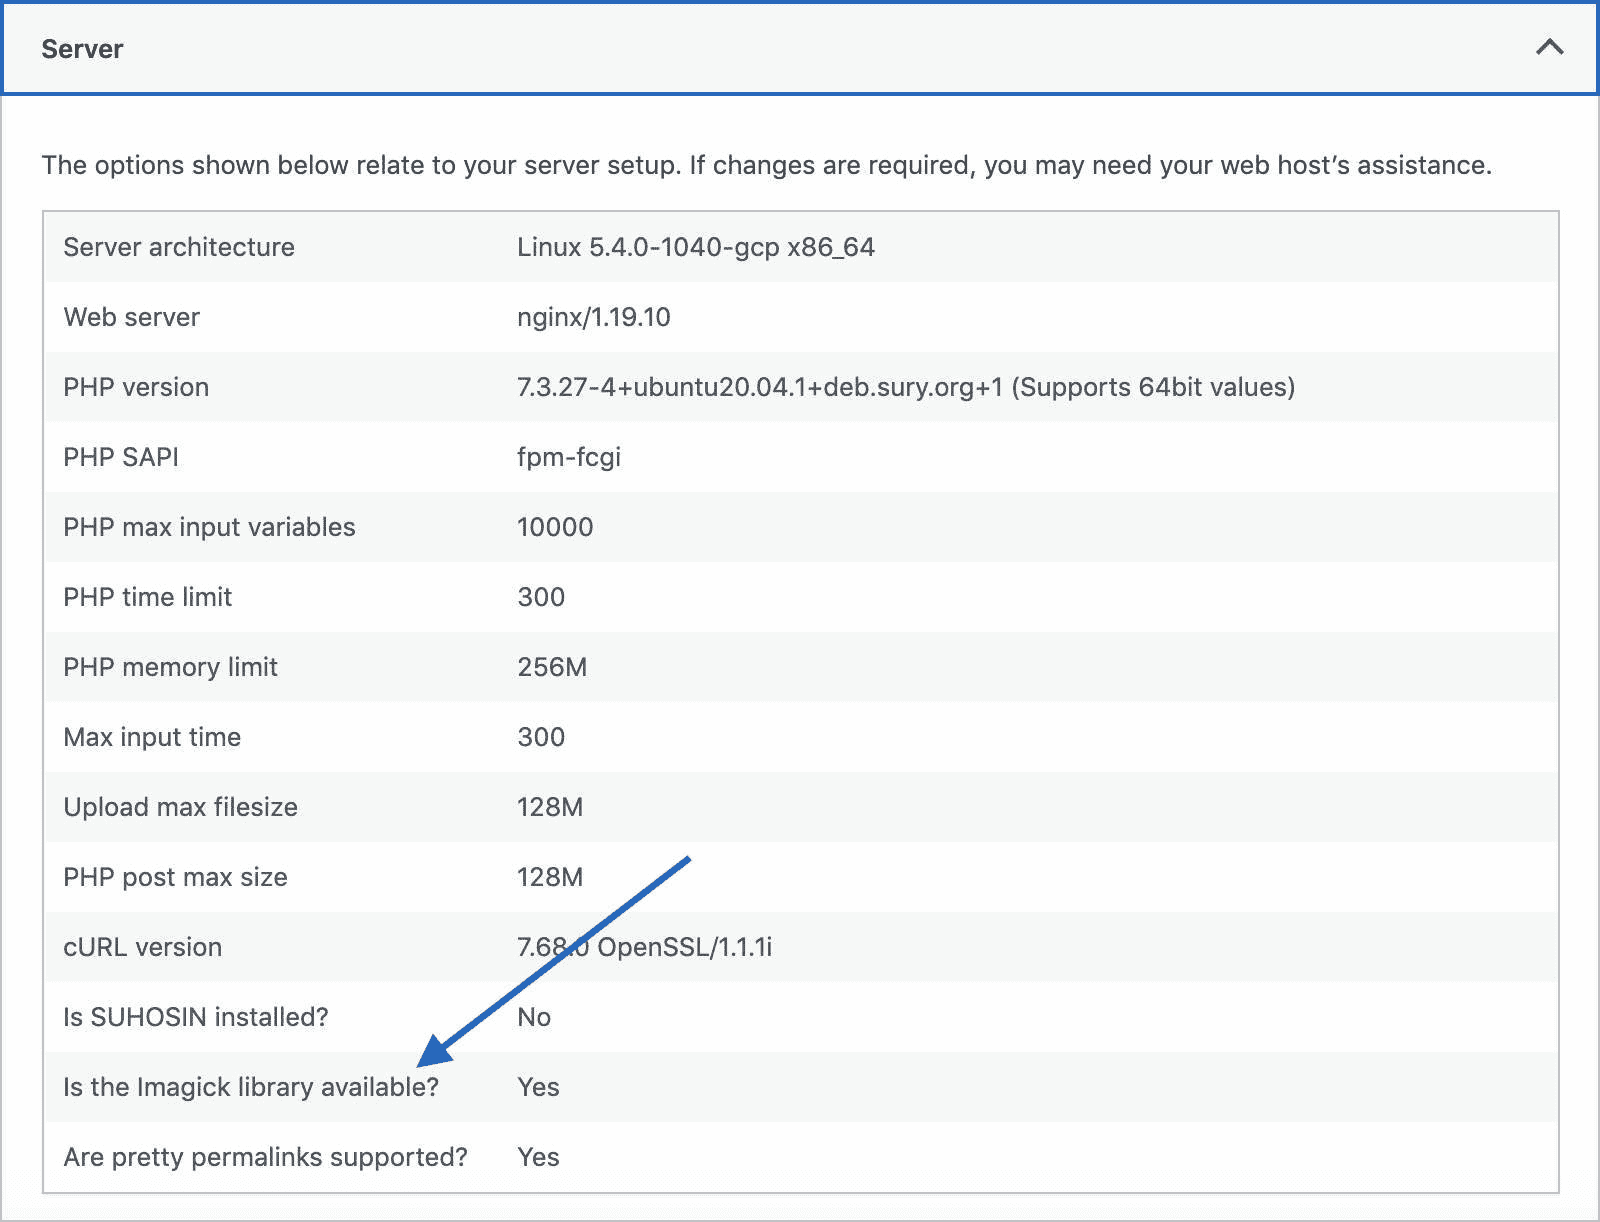 Server
The options shown below relate to your server setup. If changes are required, you may need your web host’s assistance.
Server architecture Linux 5.4.0-1040-gcp x86_64
Web server nginx/1.19.10
PHP version 7.3.27-4+ubuntu20.04.1+deb.sury.org+1 (Supports 64bit values)
PHP SAPI fpm-fcgi
PHP max input variables 10000
PHP time limit 300
PHP memory limit 256M
Max input time 300
Upload max filesize 128M
PHP post max size 128M
cURL version 7.68.0 OpenSSL/1.1.1i
Is SUHOSIN installed? No
Is the Imagick library available? Yes
Are pretty permalinks supported? Yes